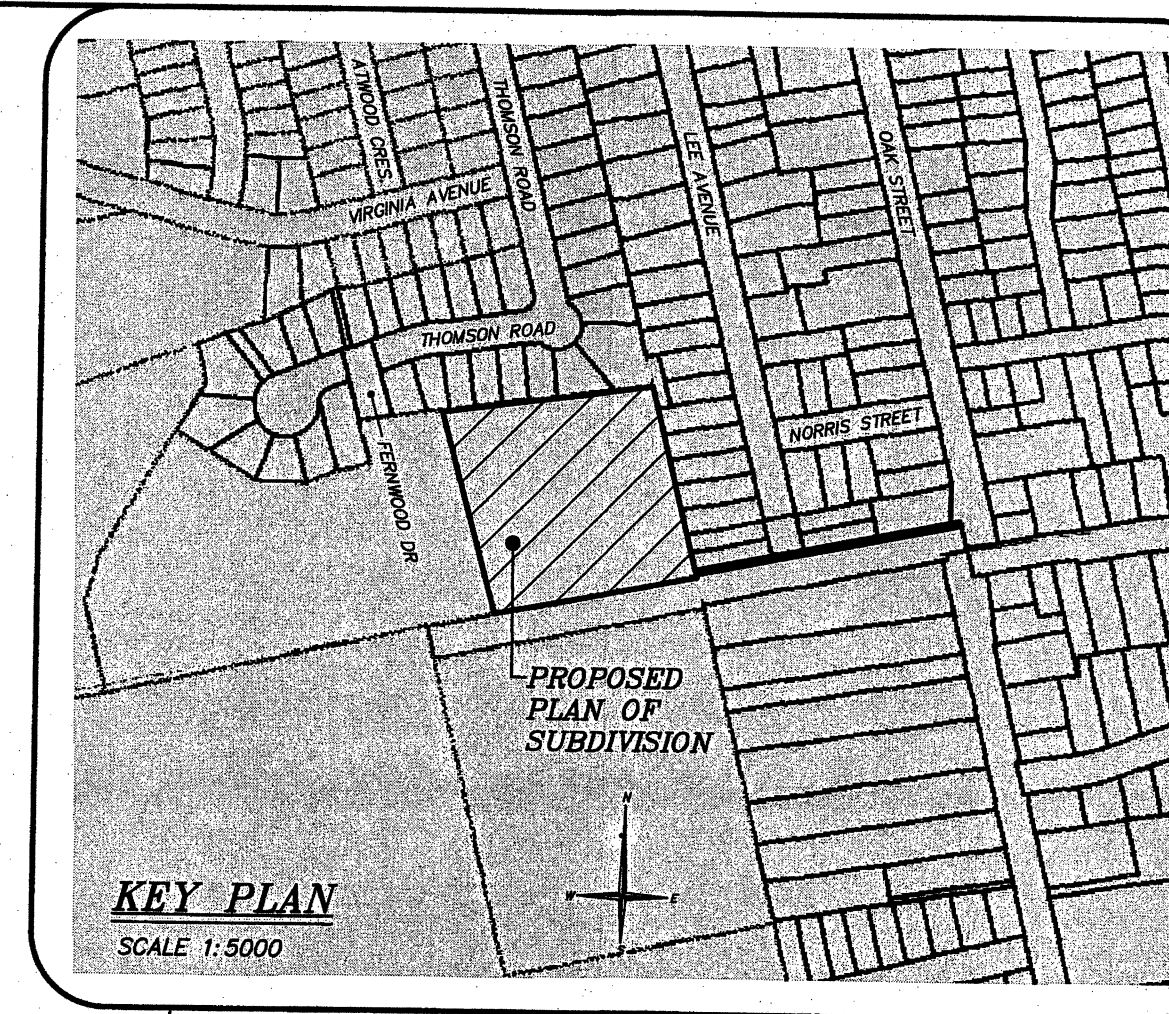 ATWOOD CRES.
THOMSON ROAD
LEE AVENUE
OAK STREET
VIRGINIA AVENUE
THOMSON ROAD
NORRIS STREET
FERNWOOD DR
PROPOSED
PLAN OF
SUBDIVISION
N
W
E
S
KEY PLAN
SCALE 1:5000